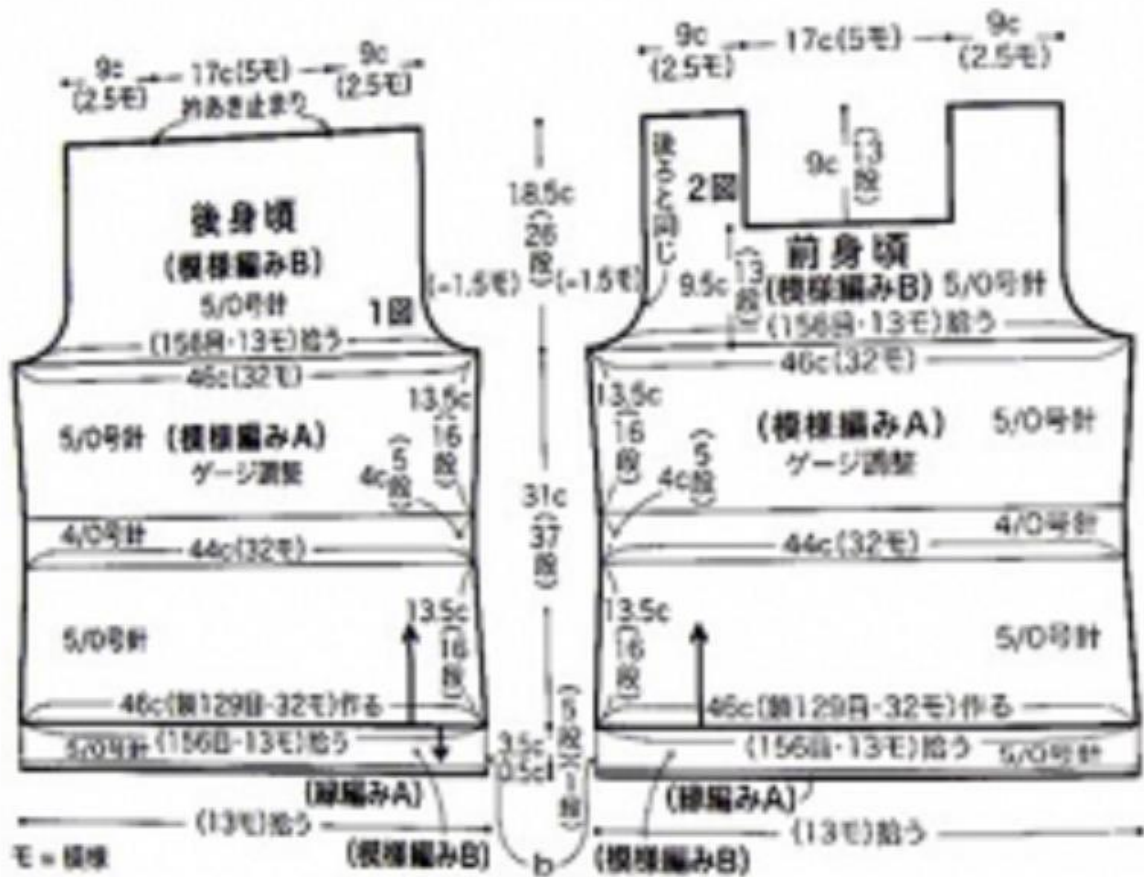 9c 17c(5モ) 9c
(2.5モ) (2.5モ)
衿あき止まり
後身頃
(模様編みB)
5/0号針
1図
(156目・13モ)拾う
46c(32モ)
5/0号針 (模様編みA)
ゲージ調整
13.5c
(16段)
4c
(5段)
4/0号針
44c(32モ)
5/0号針
13.5c
(16段)
46c(鎖129目・32モ)作る
5/0号針 (156目・13モ)拾う
(縁編みA)
(13モ)拾う
(模様編みB)
モ=模様
18.5c
(26段)
(-1.5モ) (-1.5モ)
31c
(37段)
3.5c
(5段)
0.5c
(1段)
b
9c 17c(5モ) 9c
(2.5モ) (2.5モ)
後ろと同じ
2図
9c
(13段)
9.5c
(13段)
前身頃
(模様編みB) 5/0号針
(156目・13モ)拾う
46c(32モ)
13.5c
(16段)
4c
(5段)
(模様編みA) 5/0号針
ゲージ調整
4/0号針
44c(32モ)
13.5c
(16段)
5/0号針
46c(鎖129目・32モ)作る
(156目・13モ)拾う 5/0号針
(縁編みA)
(13モ)拾う
(模様編みB)